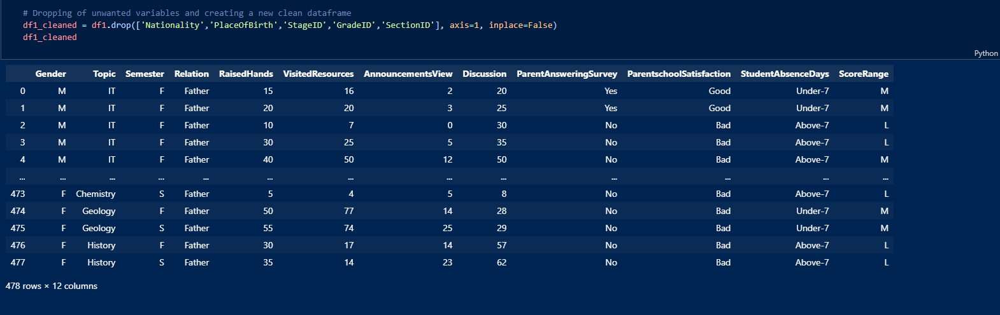 # Dropping of unwanted variables and creating a new clean dataframe
df1_cleaned = df1.drop(['Nationality','PlaceOfBirth','StageID','GradeID','SectionID'], axis=1, inplace=False)
df1_cleaned
Python
Gender Topic Semester Relation RaisedHands VisitedResources AnnouncementsView Discussion ParentAnsweringSurvey ParentschoolSatisfaction StudentAbsenceDays ScoreRange
0 M IT F Father 15 16 2 20 Yes Good Under-7 M
1 M IT F Father 20 20 3 25 Yes Good Under-7 M
2 M IT F Father 10 7 0 30 No Bad Above-7 L
3 M IT F Father 30 25 5 35 No Bad Above-7 L
4 M IT F Father 40 50 12 50 No Bad Above-7 M
... ... ... ... ... ... ... ... ... ... ... ... ...
473 F Chemistry S Father 5 4 5 8 No Bad Above-7 L
474 F Geology F Father 50 77 14 28 No Bad Under-7 M
475 F Geology S Father 55 74 25 29 No Bad Under-7 M
476 F History F Father 30 17 14 57 No Bad Above-7 L
477 F History S Father 35 14 23 62 No Bad Above-7 L
478 rows × 12 columns